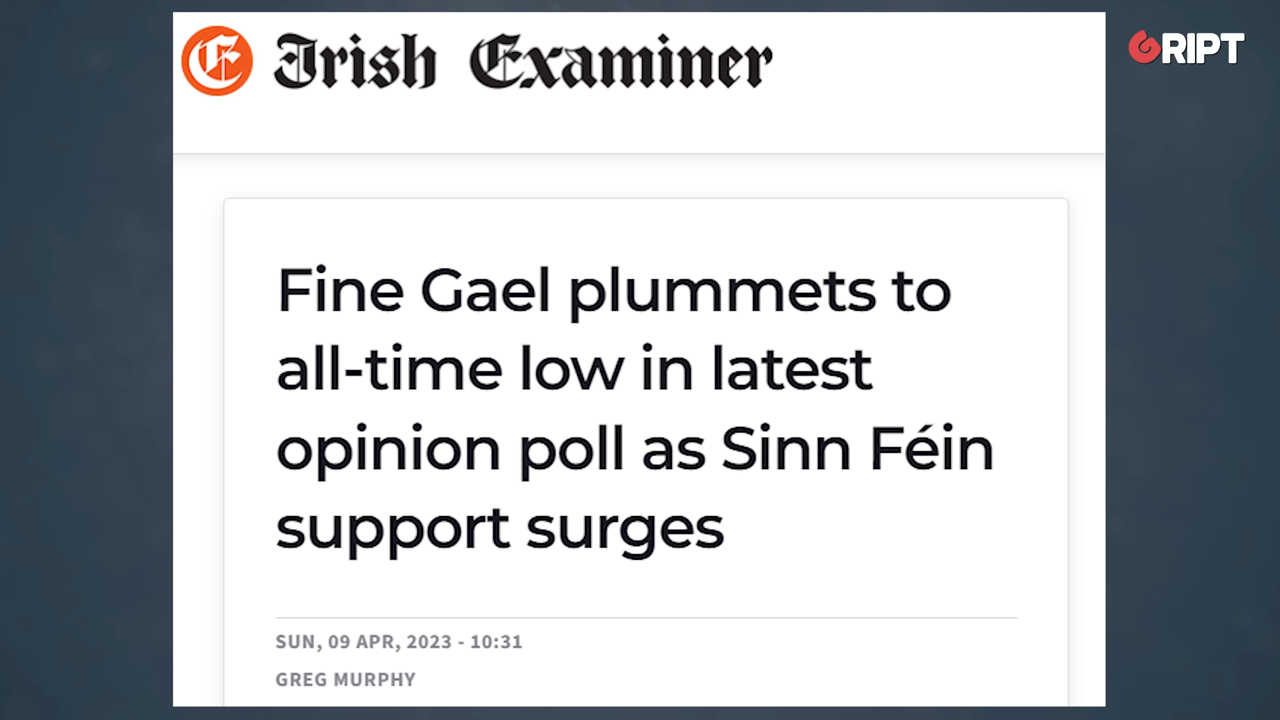 Irish Examiner
GRIPT
Fine Gael plummets to
all-time low in latest
opinion poll as Sinn Féin
support surges
SUN, 09 APR, 2023 - 10:31
GREG MURPHY